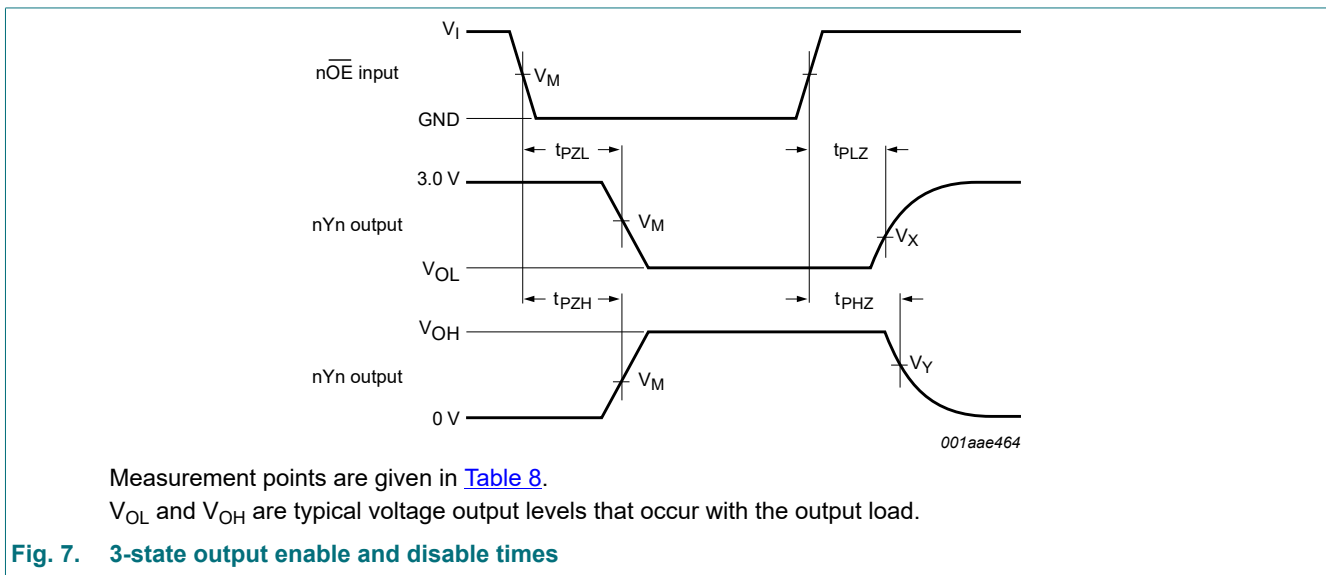 V_I
nO̅E̅ input
V_M
GND
t_PZL
t_PLZ
3.0 V
nYn output
V_M
V_X
V_OL
t_PZH
t_PHZ
V_OH
nYn output
V_M
V_Y
0 V
001aae464
Measurement points are given in Table 8.
V_OL and V_OH are typical voltage output levels that occur with the output load.
Fig. 7. 3-state output enable and disable times